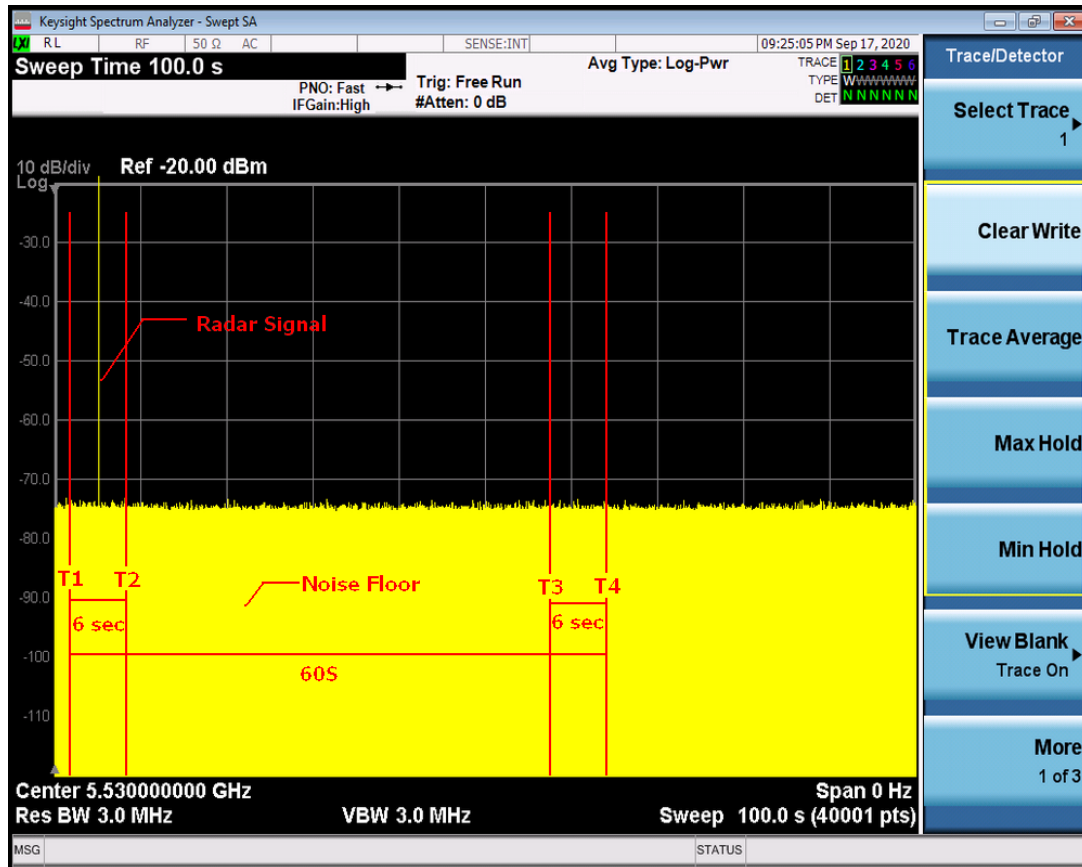 Keysight Spectrum Analyzer - Swept SA
LXI RL RF 50 Ω AC SENSE:INT 09:25:05 PM Sep 17, 2020
Sweep Time 100.0 s
PNO: Fast
IFGain:High
Trig: Free Run
#Atten: 0 dB
Avg Type: Log-Pwr
TRACE 1 2 3 4 5 6
TYPE WWWWWWW
DET N N N N N N
10 dB/div
Log
Ref -20.00 dBm
-30.0
-40.0
Radar Signal
-50.0
-60.0
-70.0
-80.0
T1 T2 Noise Floor T3 T4
-90.0
6 sec 6 sec
-100
60S
-110
Center 5.530000000 GHz Span 0 Hz
Res BW 3.0 MHz VBW 3.0 MHz Sweep 100.0 s (40001 pts)
MSG STATUS
Trace/Detector
Select Trace
1
Clear Write
Trace Average
Max Hold
Min Hold
View Blank
Trace On
More
1 of 3